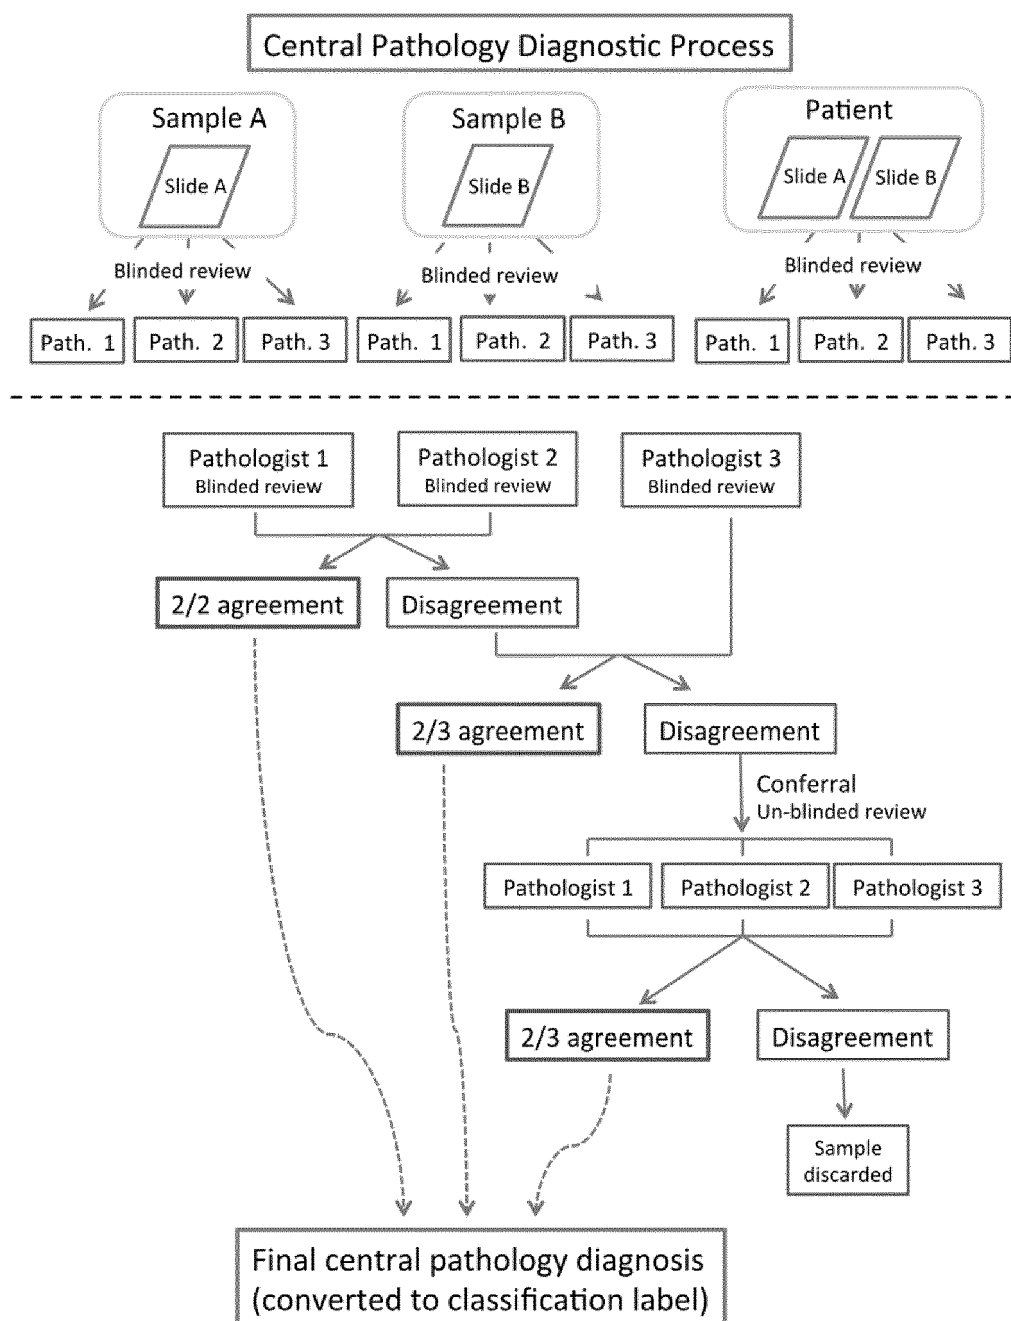 Central Pathology Diagnostic Process
Sample A
Slide A
Blinded review
Path. 1
Path. 2
Path. 3
Sample B
Slide B
Blinded review
Path. 1
Path. 2
Path. 3
Patient
Slide A
Slide B
Blinded review
Path. 1
Path. 2
Path. 3
Pathologist 1
Blinded review
Pathologist 2
Blinded review
Pathologist 3
Blinded review
2/2 agreement
Disagreement
2/3 agreement
Disagreement
Conferral
Un-blinded review
Pathologist 1
Pathologist 2
Pathologist 3
2/3 agreement
Disagreement
Sample
discarded
Final central pathology diagnosis
(converted to classification label)